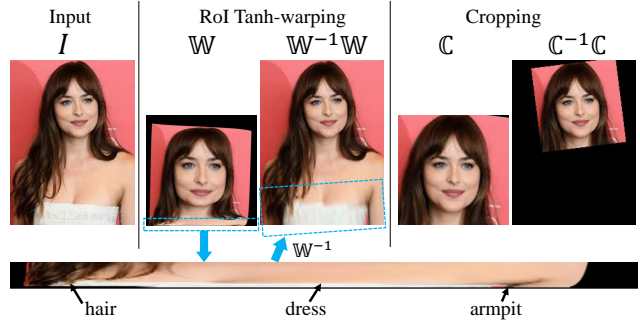 Input
RoI Tanh-warping
Cropping
I
𝕎
𝕎⁻¹𝕎
ℂ
ℂ⁻¹ℂ
𝕎⁻¹
hair
dress
armpit